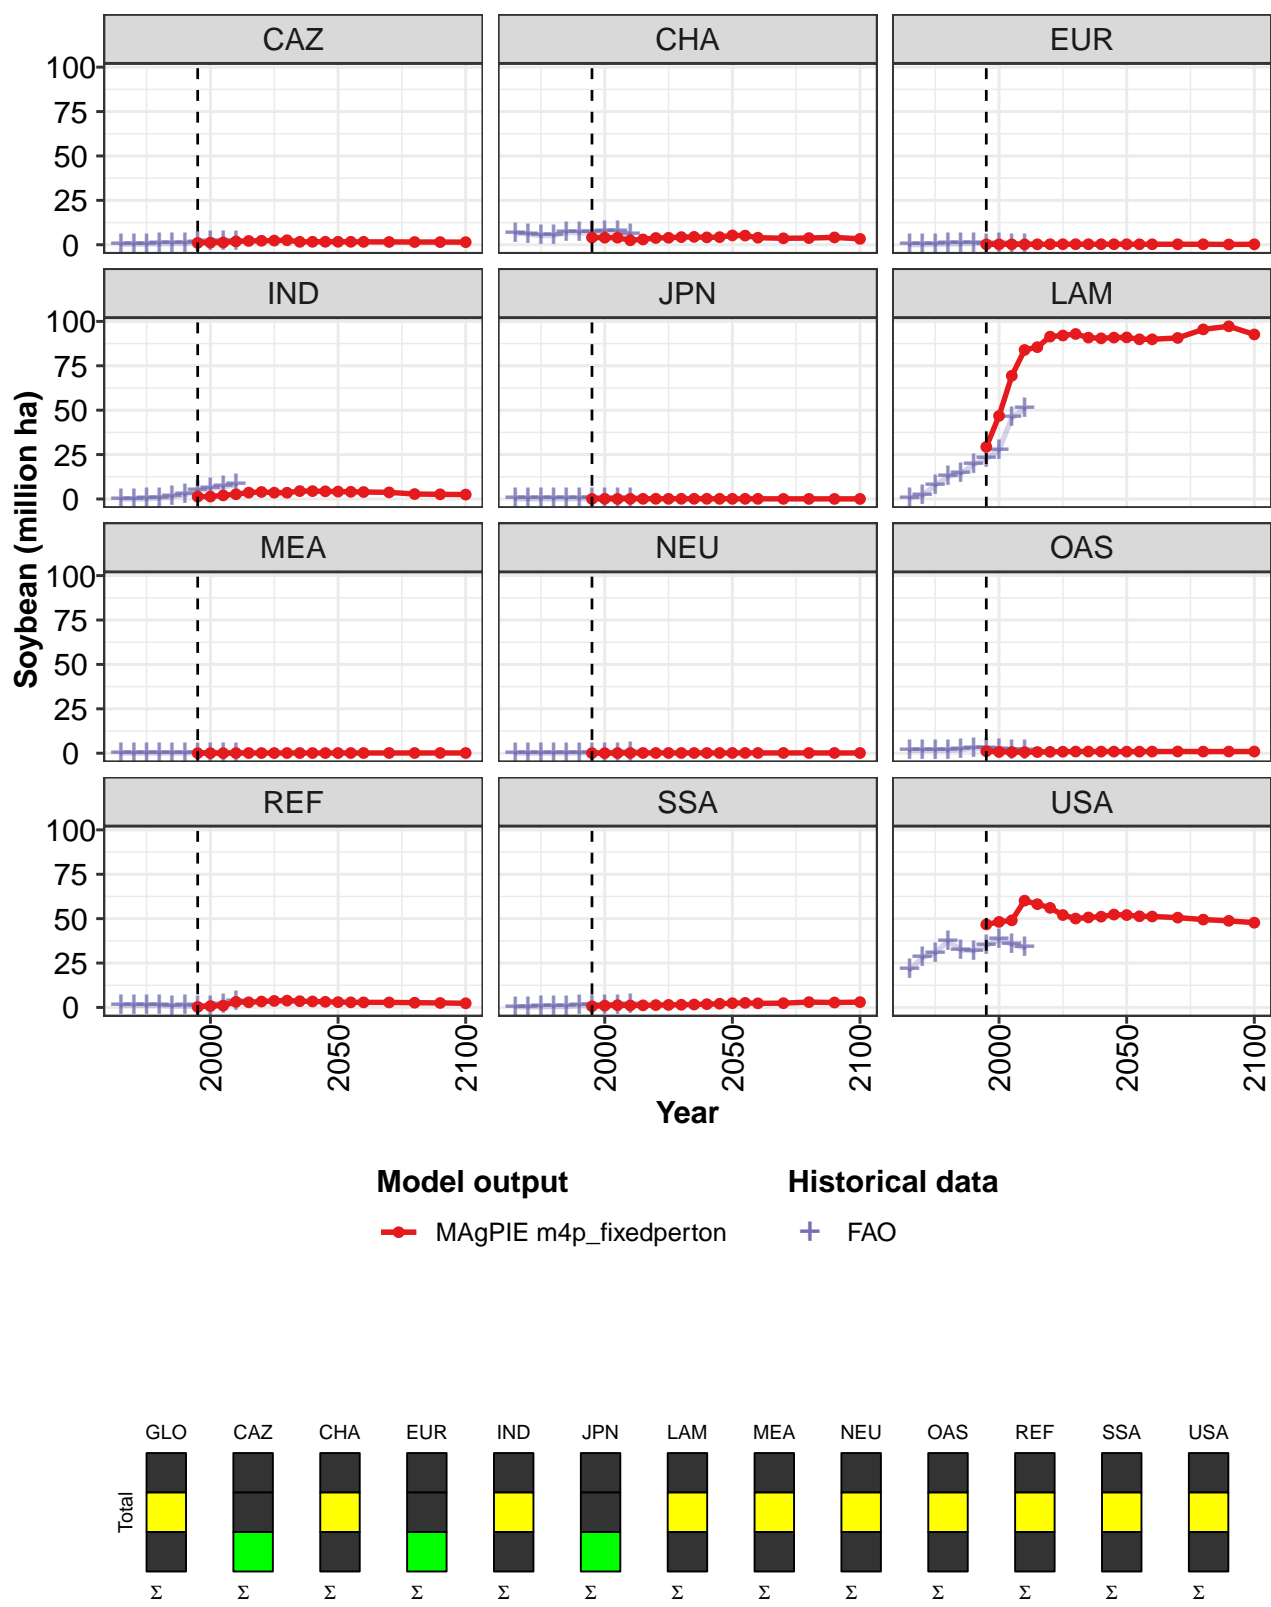 CAZ CHA EUR
100
75
50
25
0
IND JPN LAM
100
75
50
25
0
MEA NEU OAS
100
75
50
25
0
REF SSA USA
100
75
50
25
0
Soybean (million ha)
2000 2050 2100 2000 2050 2100 2000 2050 2100
Year
Model output Historical data
MAgPIE m4p_fixedperton FAO
GLO CAZ CHA EUR IND JPN LAM MEA NEU OAS REF SSA USA
Total
Σ Σ Σ Σ Σ Σ Σ Σ Σ Σ Σ Σ Σ